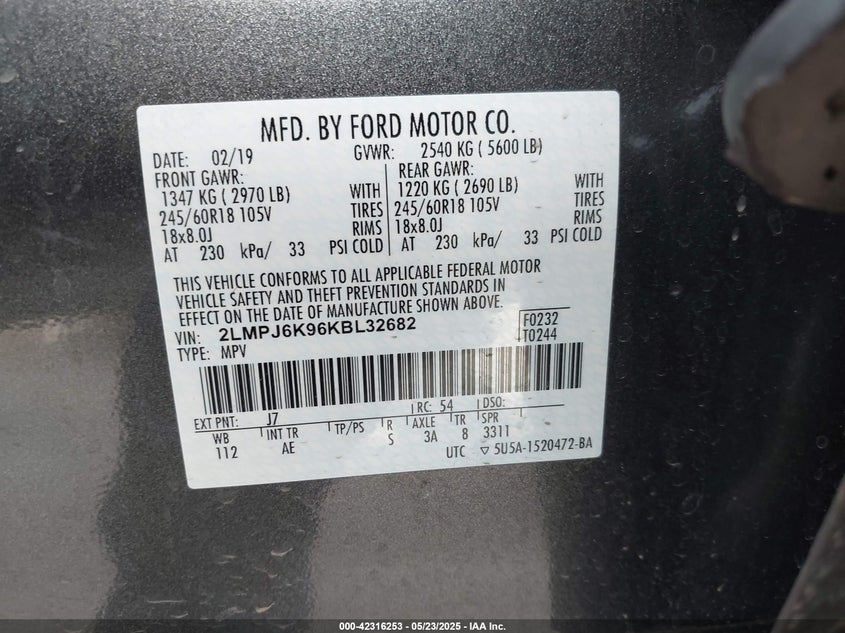 MFD. BY FORD MOTOR CO.
DATE: 02/19 GVWR: 2540 KG ( 5600 LB)
FRONT GAWR: REAR GAWR:
1347 KG ( 2970 LB) WITH 1220 KG ( 2690 LB) WITH
245/60R18 105V TIRES 245/60R18 105V TIRES
18x8.0J RIMS 18x8.0J RIMS
AT 230 kPa/ 33 PSI COLD AT 230 kPa/ 33 PSI COLD
THIS VEHICLE CONFORMS TO ALL APPLICABLE FEDERAL MOTOR
VEHICLE SAFETY AND THEFT PREVENTION STANDARDS IN
EFFECT ON THE DATE OF MANUFACTURE SHOWN ABOVE.
VIN: 2LMPJ6K96KBL32682 F0232
TYPE: MPV T0244
EXT PNT: J7 RC: 54 DSO:
WB INT TR TP/PS R AXLE TR SPR
112 AE S 3A 8 3311
UTC ▽ 5U5A-1520472-BA
000-42316253 - 05/23/2025 - IAA Inc.